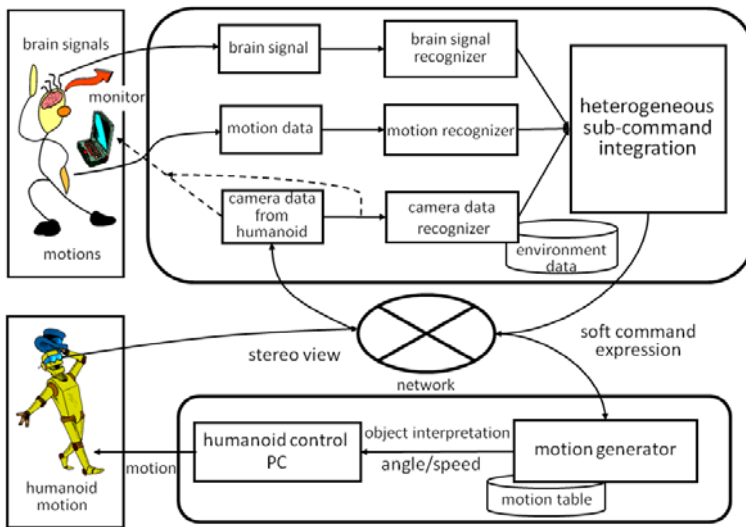 brain signals
monitor
motions
brain signal
brain signal
recognizer
motion data
motion recognizer
camera data
from
humanoid
camera data
recognizer
environment
data
heterogeneous
sub-command
integration
stereo view
network
soft command
expression
humanoid
motion
motion
humanoid control
PC
object interpretation
angle/speed
motion generator
motion table